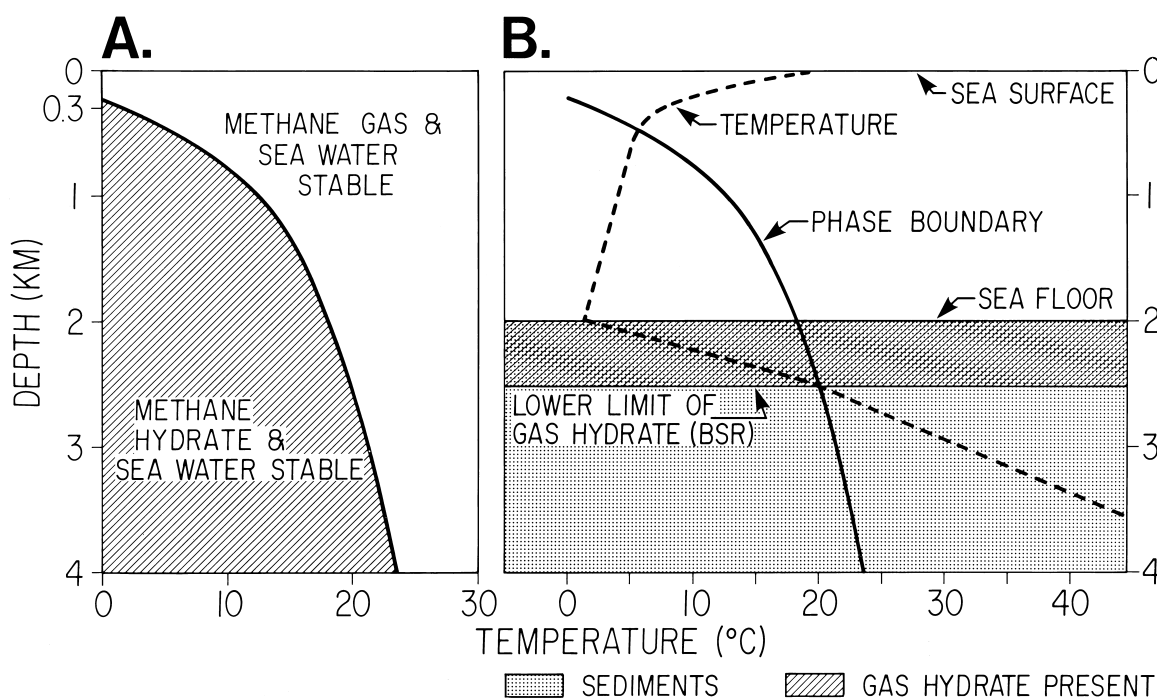 A.
B.
0
0.3
1
2
3
4
DEPTH (KM)
METHANE GAS &
SEA WATER
STABLE
METHANE
HYDRATE &
SEA WATER STABLE
0
10
20
30
SEA SURFACE
TEMPERATURE
PHASE BOUNDARY
SEA FLOOR
LOWER LIMIT OF
GAS HYDRATE (BSR)
0
1
2
3
4
0
10
20
30
40
TEMPERATURE (°C)
SEDIMENTS
GAS HYDRATE PRESENT